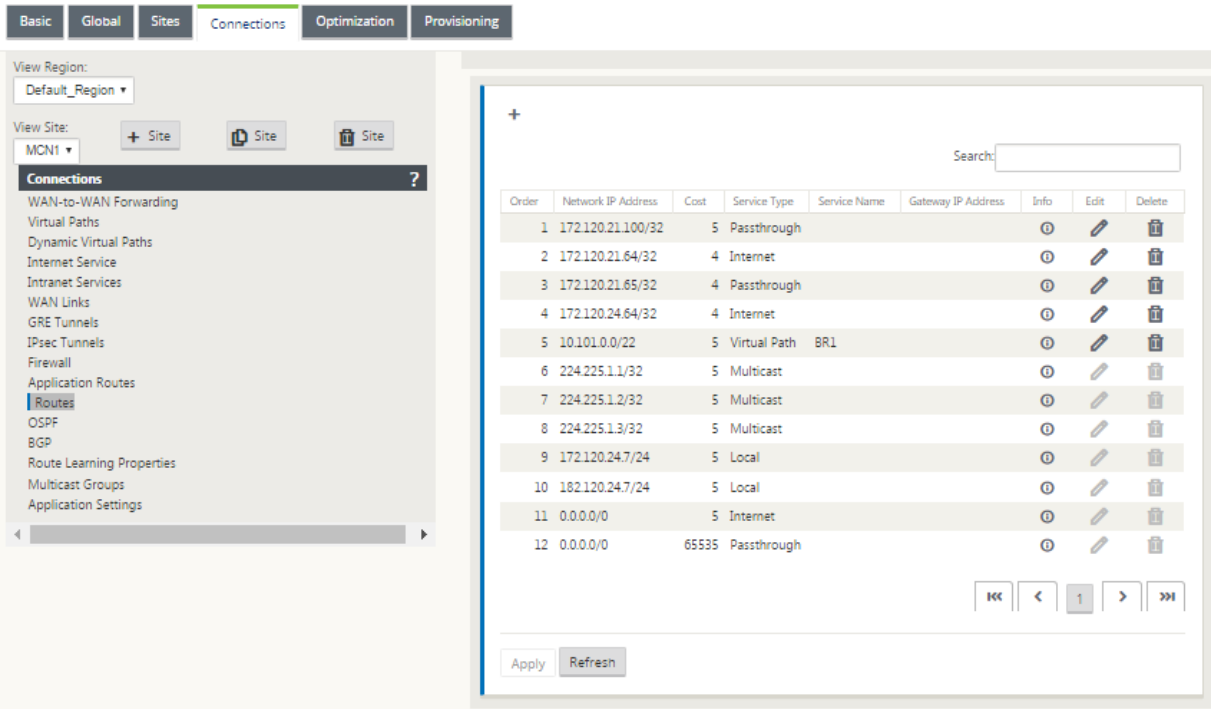 Basic Global Sites Connections Optimization Provisioning
View Region:
Default_Region
View Site:
MCN1
+ Site
Site
Site
Connections ?
WAN-to-WAN Forwarding
Virtual Paths
Dynamic Virtual Paths
Internet Service
Intranet Services
WAN Links
GRE Tunnels
IPsec Tunnels
Firewall
Application Routes
Routes
OSPF
BGP
Route Learning Properties
Multicast Groups
Application Settings
+
Search:
Order Network IP Address Cost Service Type Service Name Gateway IP Address Info Edit Delete
1 172.120.21.100/32 5 Passthrough
2 172.120.21.64/32 4 Internet
3 172.120.21.65/32 4 Passthrough
4 172.120.24.64/32 4 Internet
5 10.101.0.0/22 5 Virtual Path BR1
6 224.225.1.1/32 5 Multicast
7 224.225.1.2/32 5 Multicast
8 224.225.1.3/32 5 Multicast
9 172.120.24.7/24 5 Local
10 182.120.24.7/24 5 Local
11 0.0.0.0/0 5 Internet
12 0.0.0.0/0 65535 Passthrough
1
Apply Refresh